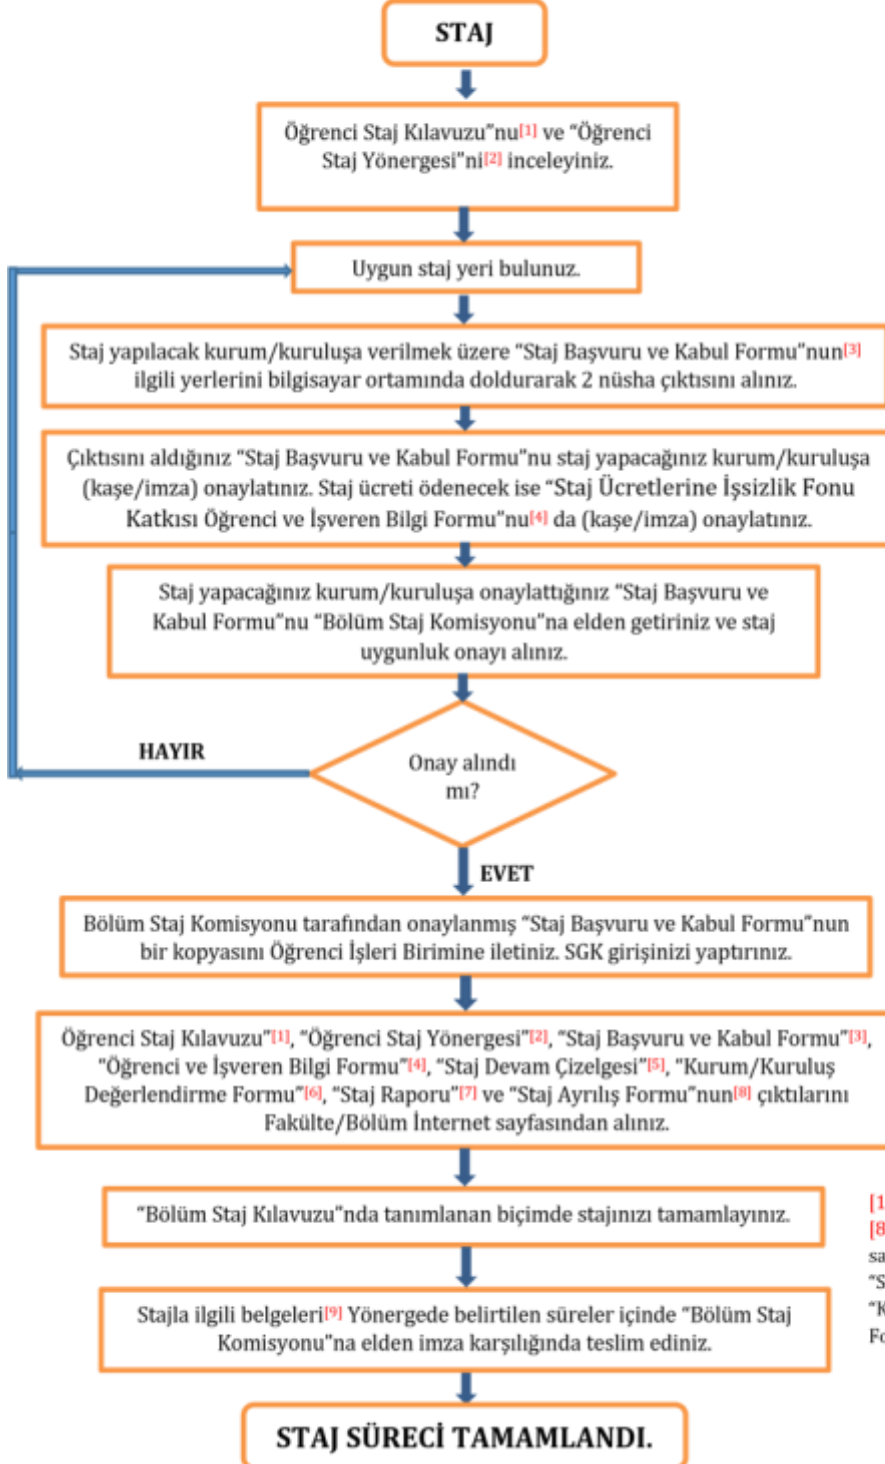 STAJ
Öğrenci Staj Kılavuzu”nu[1] ve “Öğrenci
Staj Yönergesi”ni[2] inceleyiniz.
Uygun staj yeri bulunuz.
Staj yapılacak kurum/kuruluşa verilmek üzere “Staj Başvuru ve Kabul Formu”nun[3]
ilgili yerlerini bilgisayar ortamında doldurarak 2 nüsha çıktısını alınız.
Çıktısını aldığınız “Staj Başvuru ve Kabul Formu”nu staj yapacağınız kurum/kuruluşa
(kaşe/imza) onaylatınız. Staj ücreti ödenecek ise “Staj Ücretlerine İşsizlik Fonu
Katkısı Öğrenci ve İşveren Bilgi Formu”nu[4] da (kaşe/imza) onaylatınız.
Staj yapacağınız kurum/kuruluşa onaylattığınız “Staj Başvuru ve
Kabul Formu”nu “Bölüm Staj Komisyonu”na elden getiriniz ve staj
uygunluk onayı alınız.
HAYIR
Onay alındı
mı?
EVET
Bölüm Staj Komisyonu tarafından onaylanmış “Staj Başvuru ve Kabul Formu”nun
bir kopyasını Öğrenci İşleri Birimine iletiniz. SGK girişinizi yaptırınız.
Öğrenci Staj Kılavuzu”[1], “Öğrenci Staj Yönergesi”[2], “Staj Başvuru ve Kabul Formu”[3],
“Öğrenci ve İşveren Bilgi Formu”[4], “Staj Devam Çizelgesi”[5], “Kurum/Kuruluş
Değerlendirme Formu”[6], “Staj Raporu”[7] ve “Staj Ayrılış Formu”nun[8] çıktılarını
Fakülte/Bölüm İnternet sayfasından alınız.
“Bölüm Staj Kılavuzu”nda tanımlanan biçimde stajınızı tamamlayınız.
[1
[8
sa
“S
“K
Fo
Stajla ilgili belgeleri[9] Yönergede belirtilen süreler içinde “Bölüm Staj
Komisyonu”na elden imza karşılığında teslim ediniz.
STAJ SÜRECİ TAMAMLANDI.